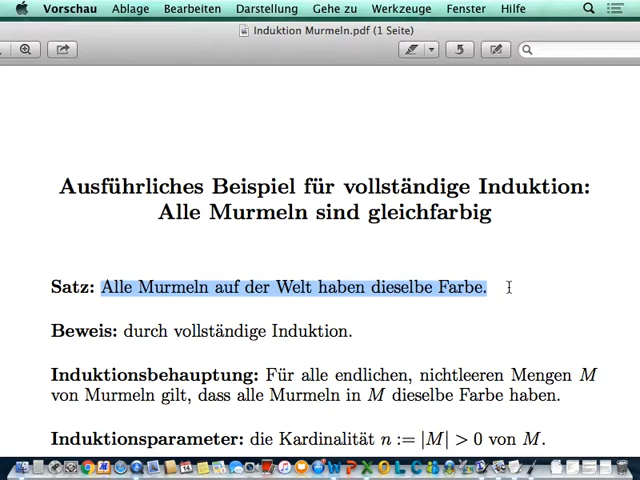 Vorschau Ablage Bearbeiten Darstellung Gehe zu Werkzeuge Fenster Hilfe
Induktion Murmeln.pdf (1 Seite)
Ausführliches Beispiel für vollständige Induktion:
Alle Murmeln sind gleichfarbig
Satz: Alle Murmeln auf der Welt haben dieselbe Farbe.
Beweis: durch vollständige Induktion.
Induktionsbehauptung: Für alle endlichen, nichtleeren Mengen M
von Murmeln gilt, dass alle Murmeln in M dieselbe Farbe haben.
Induktionsparameter: die Kardinalität n := |M| > 0 von M.